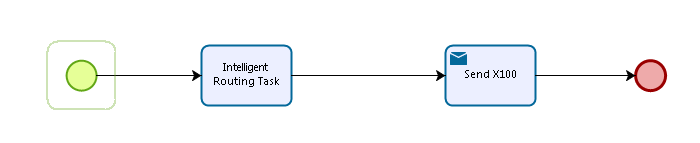 Intelligent
Routing Task
Send X100